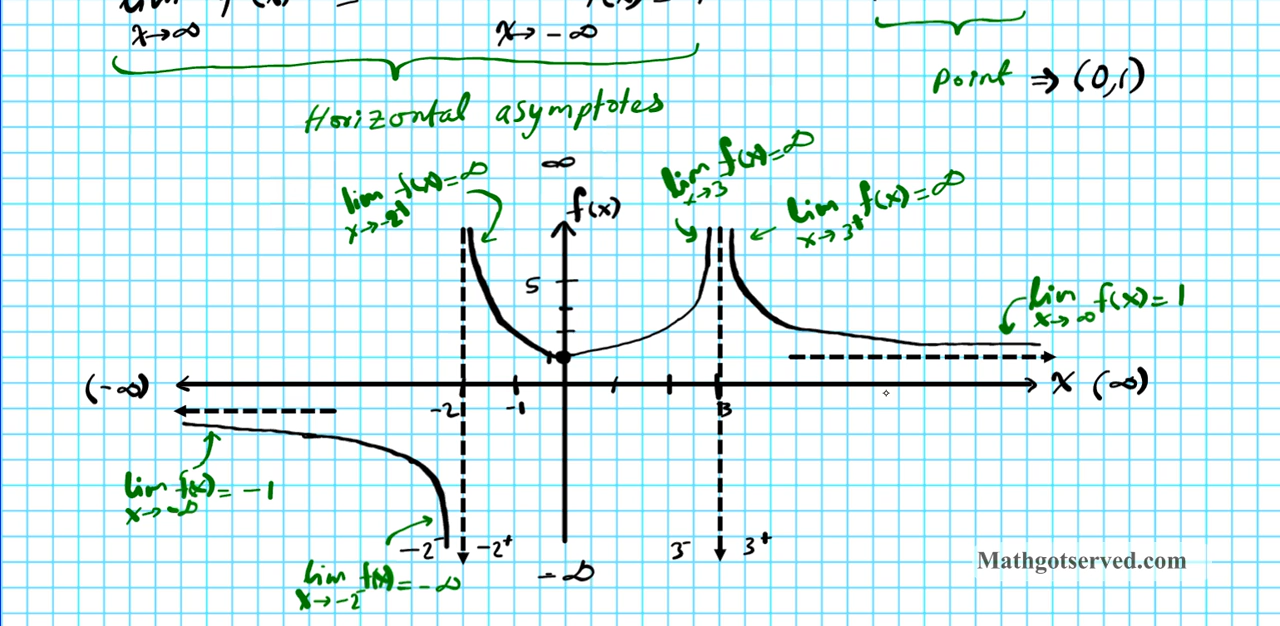 x→∞
x→ -∞
Horizontal asymptotes
Point ⇒ (0,1)
lim f(x)=∞
x→-2⁺
∞
f(x)
lim f(x)=∞
x→3
lim f(x)=∞
x→3⁺
5
lim f(x)=1
x→∞
(-∞)
-2
-1
3
x (∞)
lim f(x)=-1
x→-∞
-2⁻
-2⁺
3⁻
3⁺
-∞
lim f(x)=-∞
x→-2⁻
Mathgotserved.com